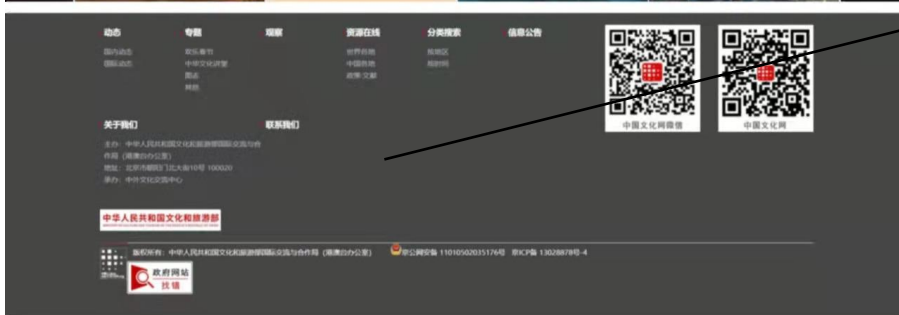 动态 专题 观察 资源在线 分类搜索 信息公告
国内动态 欢乐春节 世界各地 按地区
国际动态 中华文化讲堂 中国各地 按时间
图志 政策·文献
其他
关于我们 联系我们
主办：中华人民共和国文化和旅游部国际交流与合
作局（港澳台办公室）
地址：北京市朝阳门北大街10号 100020
承办：中外文化交流中心
中国文化网微信 中国文化网
中华人民共和国文化和旅游部
版权所有：中华人民共和国文化和旅游部国际交流与合作局（港澳台办公室） 京公网安备 11010502035176号 京ICP备 13028878号-4
政府网站
找错